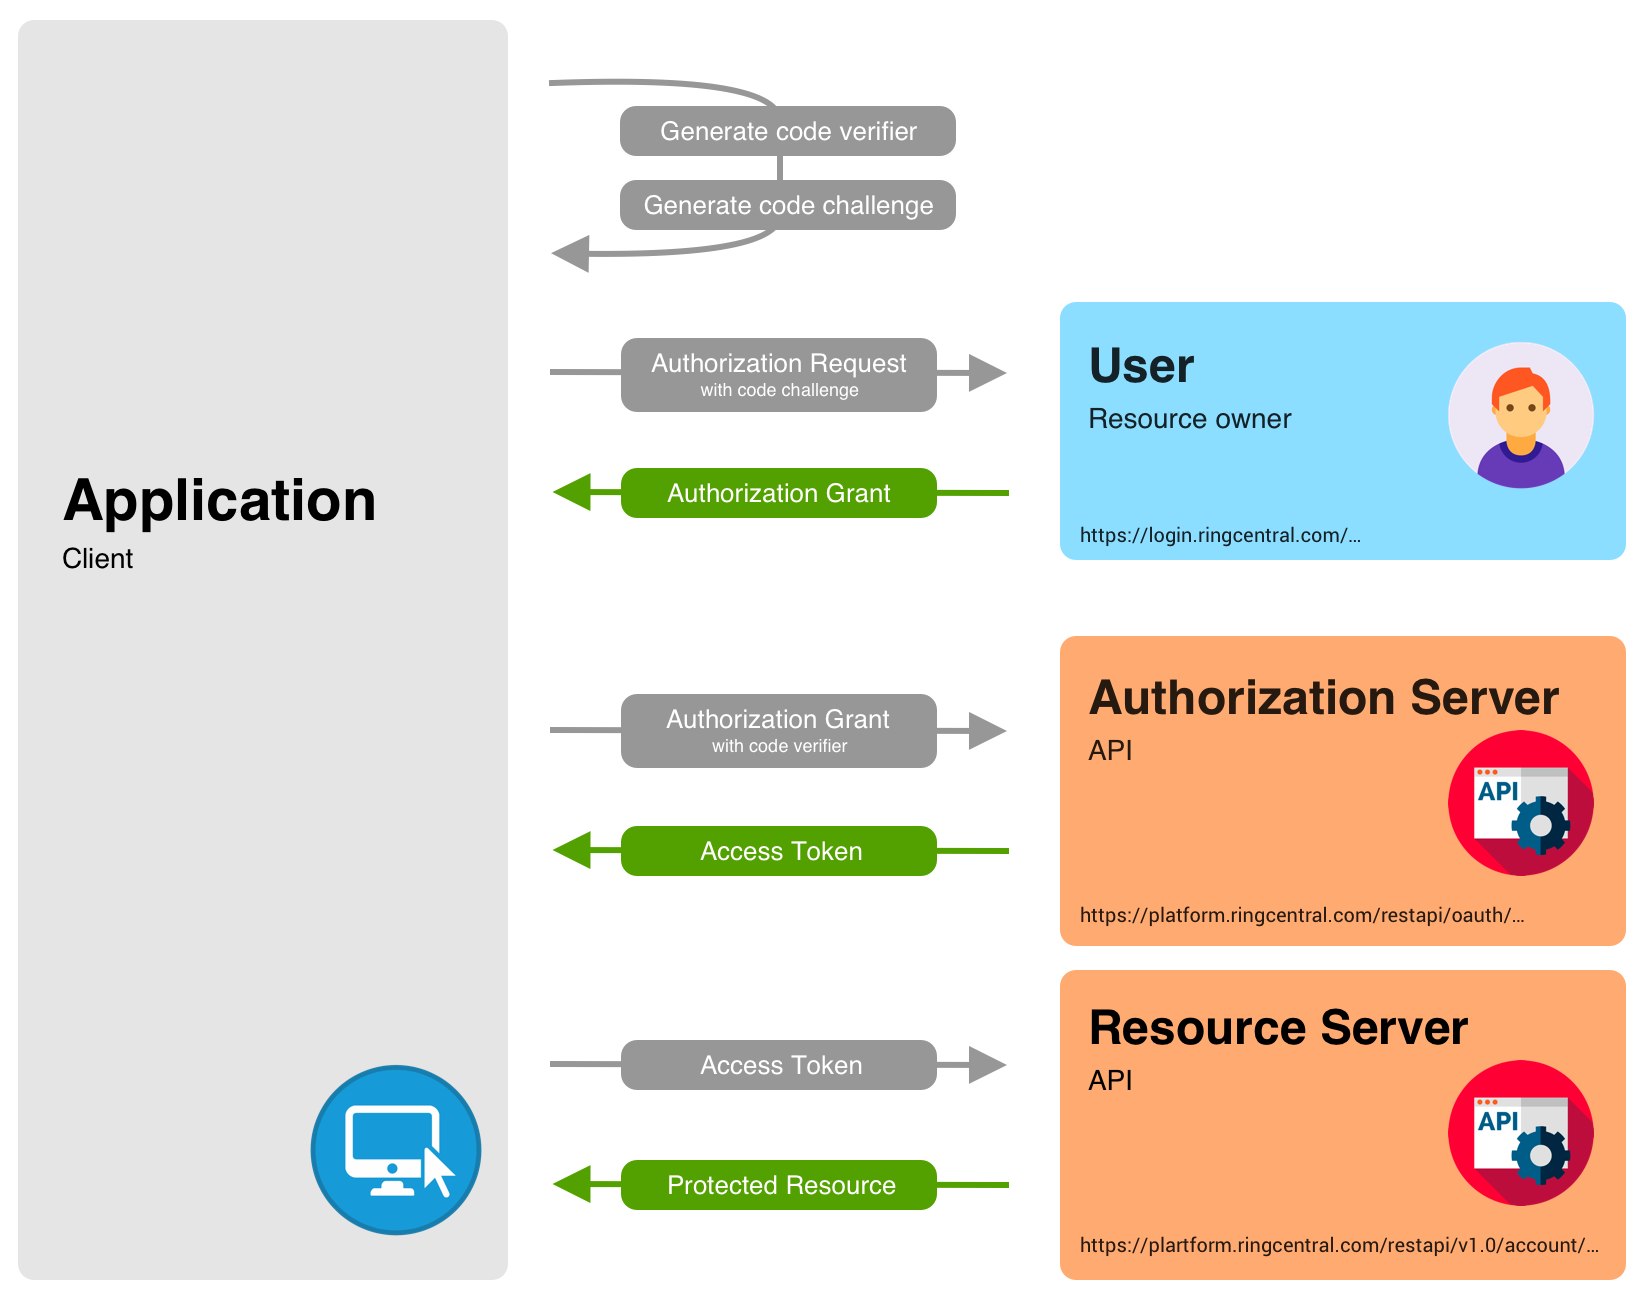 Generate code verifier
Generate code challenge
Application
Client
Authorization Request
with code challenge
Authorization Grant
User
Resource owner
https://login.ringcentral.com/...
Authorization Grant
with code verifier
Access Token
Authorization Server
API
API
https://platform.ringcentral.com/restapi/oauth/...
Access Token
Protected Resource
Resource Server
API
API
https://plartform.ringcentral.com/restapi/v1.0/account/...